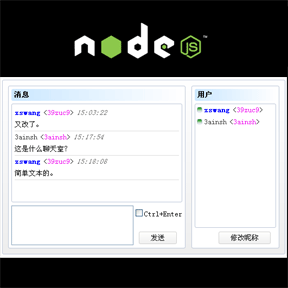 node JS ™
消息
zswang <39zuc9> 15:03:22
又改了。
3ainsh <3ainsh> 15:17:54
这是什么聊天室?
zswang <39zuc9> 15:18:08
简单文本的。
Ctrl+Enter
发送
用户
zswang <39zuc9>
3ainsh <3ainsh>
修改昵称